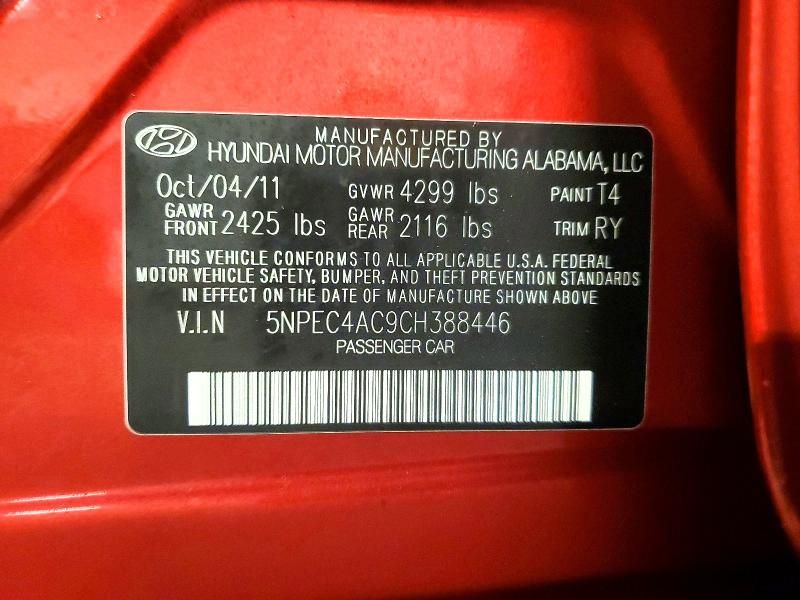 MANUFACTURED BY
HYUNDAI MOTOR MANUFACTURING ALABAMA, LLC
Oct/04/11 GVWR 4299 lbs PAINT T4
GAWR FRONT 2425 lbs GAWR REAR 2116 lbs TRIM RY
THIS VEHICLE CONFORMS TO ALL APPLICABLE U.S.A. FEDERAL
MOTOR VEHICLE SAFETY, BUMPER, AND THEFT PREVENTION STANDARDS
IN EFFECT ON THE DATE OF MANUFACTURE SHOWN ABOVE
V.I.N 5NPEC4AC9CH388446
PASSENGER CAR